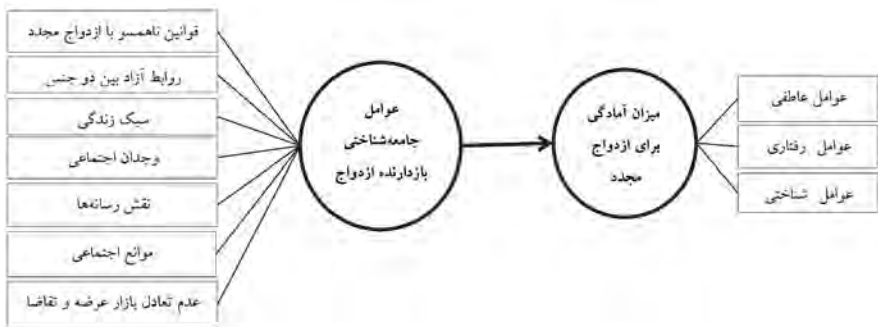 قوانین ناهمسو با ازدواج مجدد
روابط آزاد بین دو جنس
سبک زندگی
وجدان اجتماعی
نقش رسانه‌ها
موانع اجتماعی
عدم تعادل بازار عرضه و تقاضا
عوامل
جامعه‌شناختی
بازدارنده ازدواج
میزان آمادگی
برای ازدواج
مجدد
عوامل عاطفی
عوامل رفتاری
عوامل شناختی